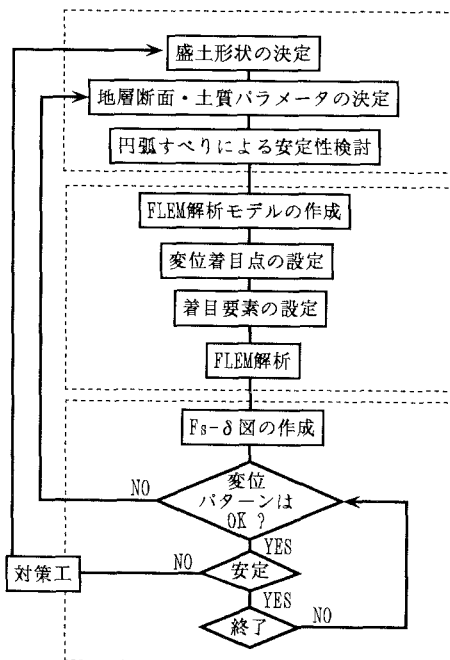 盛土形状の決定
地層断面・土質パラメータの決定
円弧すべりによる安定性検討
FLEM解析モデルの作成
変位着目点の設定
着目要素の設定
FLEM解析
Fs-δ図の作成
変位
パターンは
OK ?
NO
YES
安定
NO
対策工
YES
終了
NO